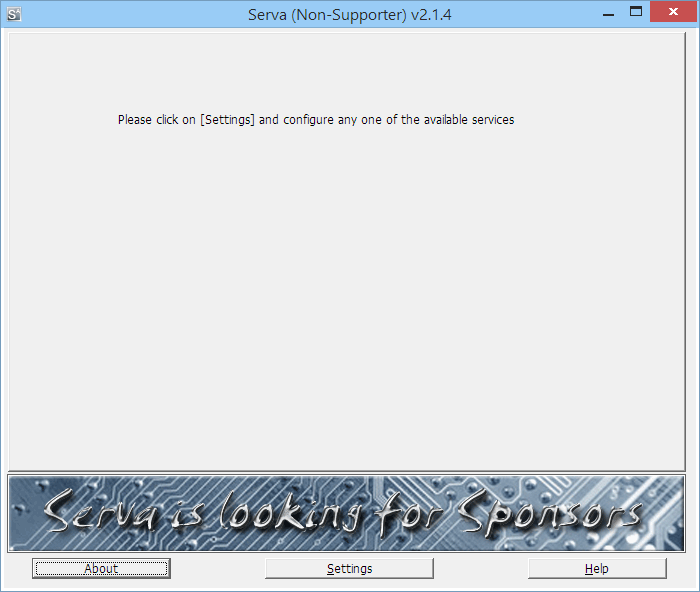 Serva (Non-Supporter) v2.1.4
Please click on [Settings] and configure any one of the available services
Serva is looking for Sponsors
About Settings Help